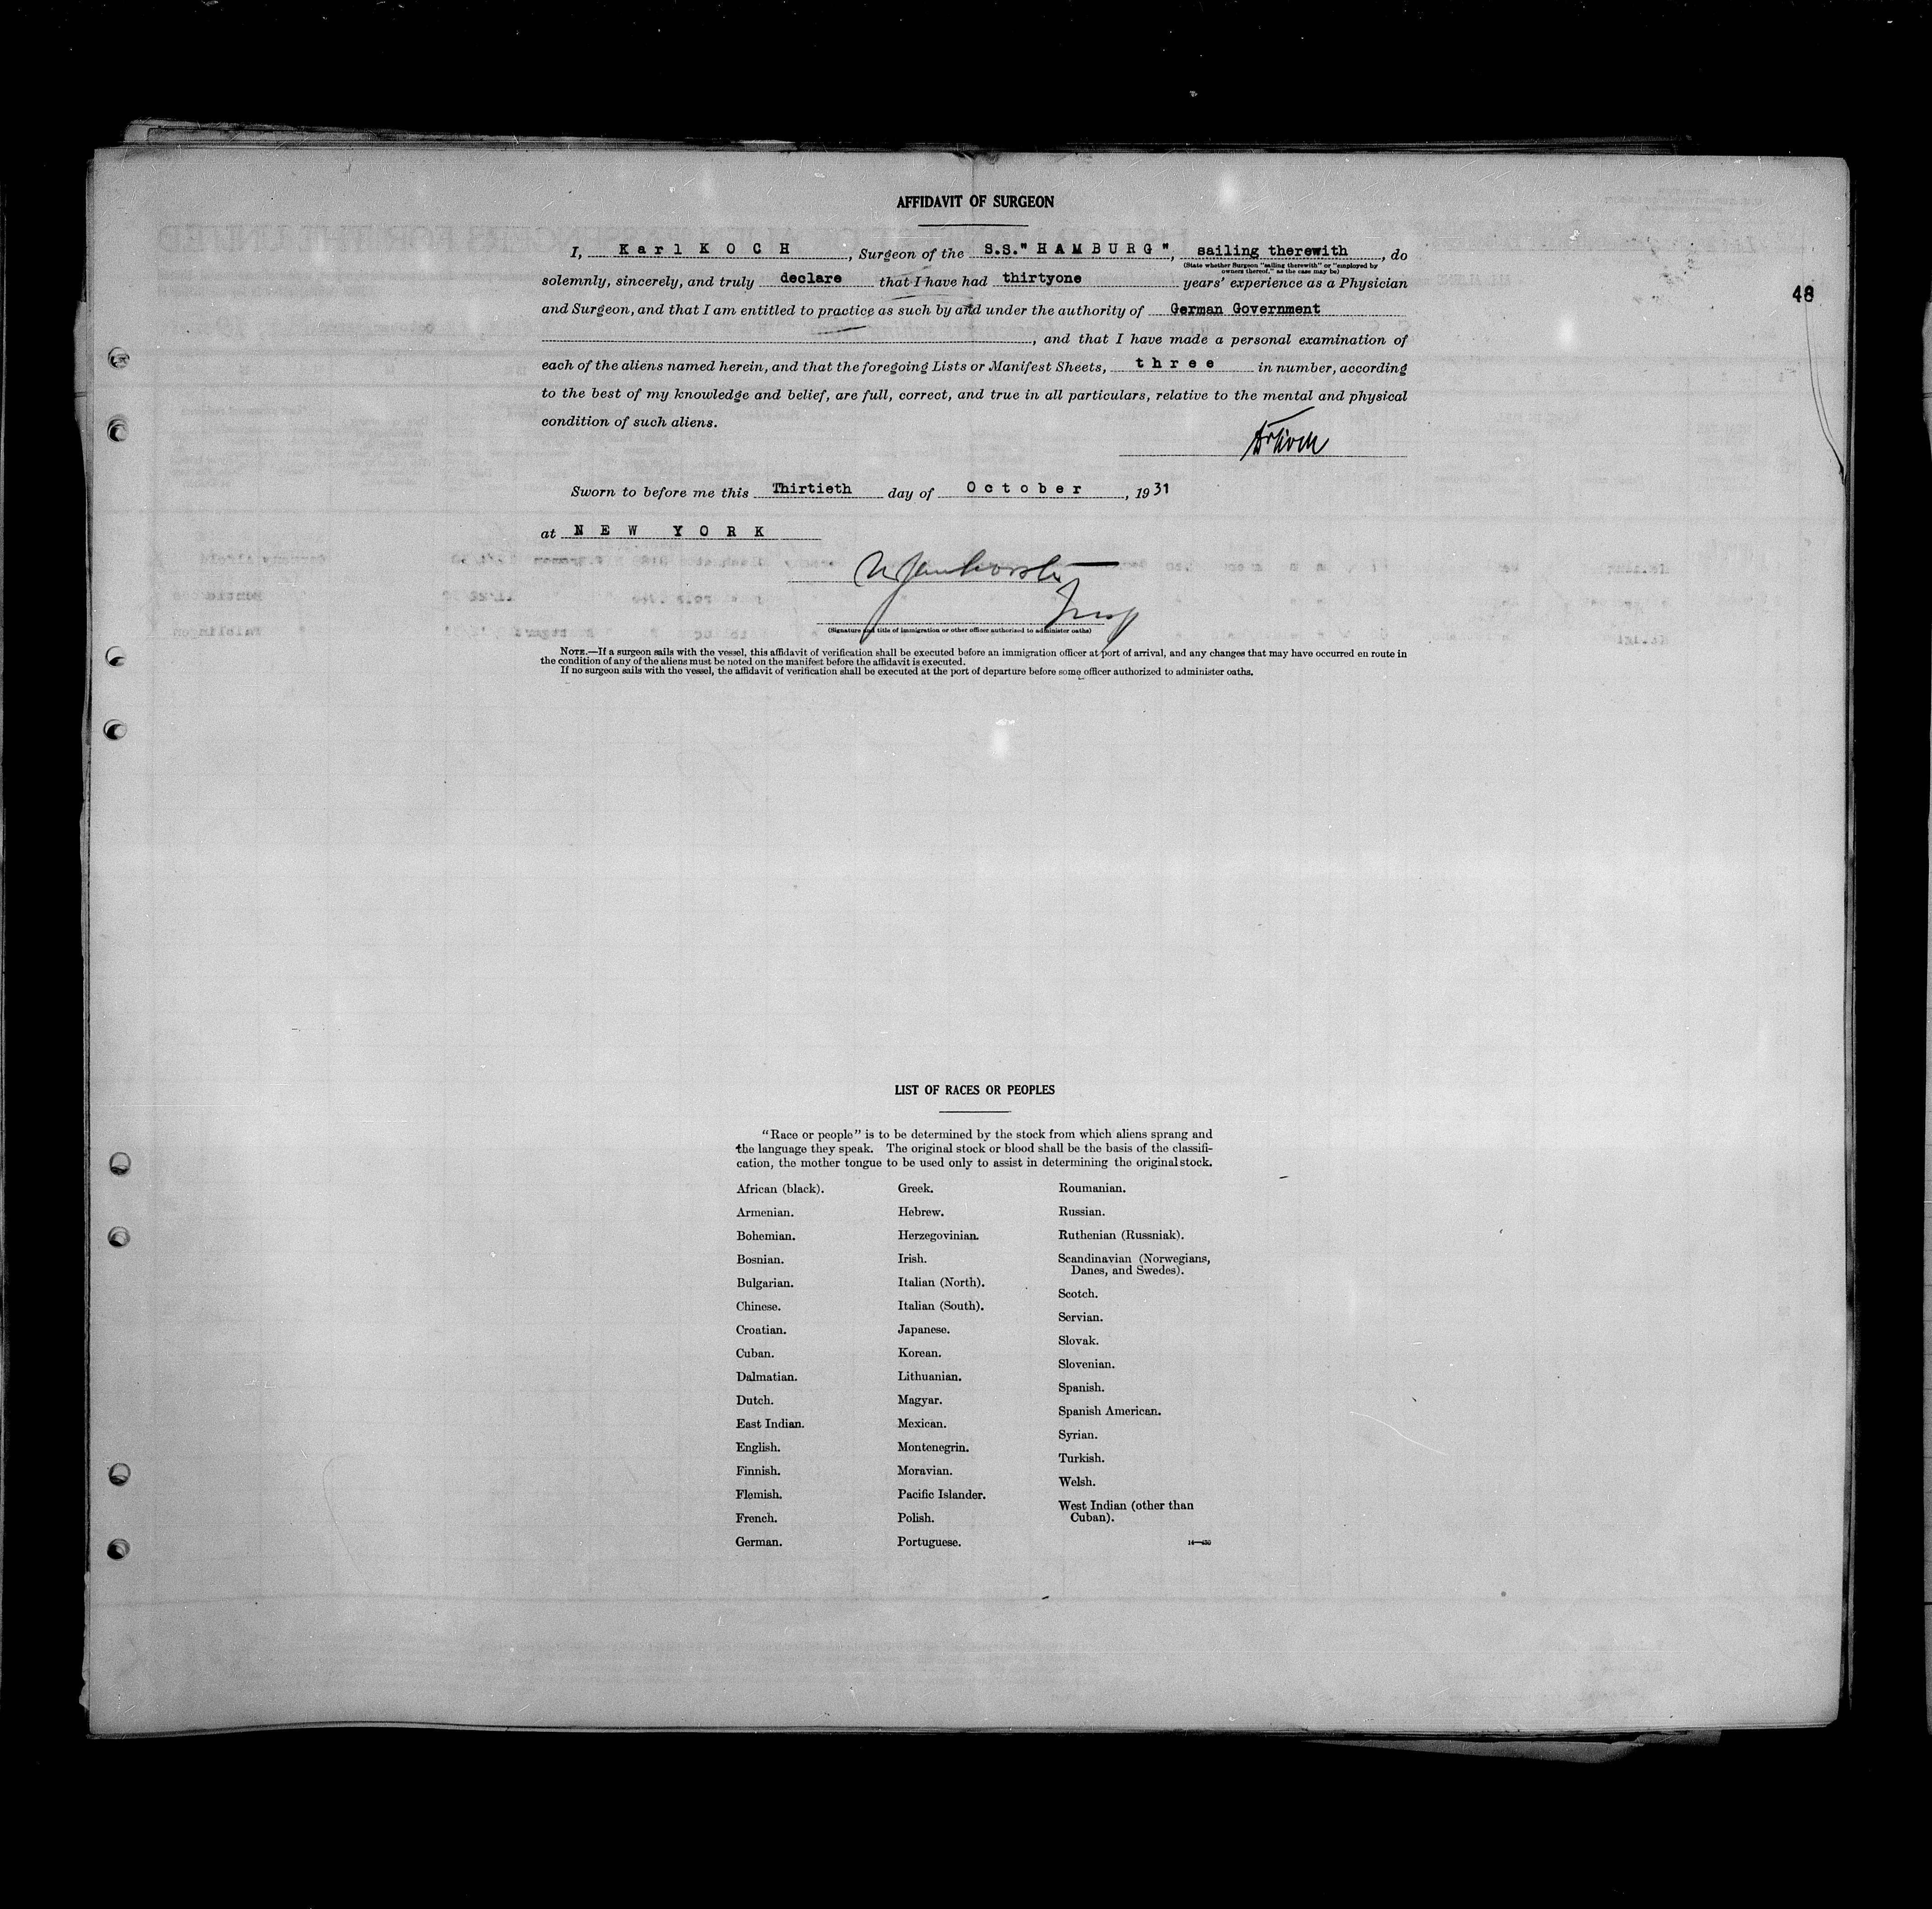 AFFIDAVIT OF SURGEON
I, Karl KOCH, Surgeon of the S.S." HAMBURG ", sailing therewith, do
(State whether Surgeon "sailing therewith" or "employed by
owners thereof," as the case may be)
solemnly, sincerely, and truly declare that I have had thirtyone years' experience as a Physician
48
and Surgeon, and that I am entitled to practice as such by and under the authority of German Government
, and that I have made a personal examination of
each of the aliens named herein, and that the foregoing Lists or Manifest Sheets, three in number, according
to the best of my knowledge and belief, are full, correct, and true in all particulars, relative to the mental and physical
condition of such aliens.
Sworn to before me this Thirtieth day of October, 1931
at NEW YORK
(Signature and title of immigration or other officer authorized to administer oaths)
NOTE.—If a surgeon sails with the vessel, this affidavit of verification shall be executed before an immigration officer at port of arrival, and any changes that may have occurred en route in
the condition of any of the aliens must be noted on the manifest before the affidavit is executed.
If no surgeon sails with the vessel, the affidavit of verification shall be executed at the port of departure before some officer authorized to administer oaths.
LIST OF RACES OR PEOPLES
"Race or people" is to be determined by the stock from which aliens sprang and
the language they speak. The original stock or blood shall be the basis of the classifi-
cation, the mother tongue to be used only to assist in determining the original stock.
African (black).
Armenian.
Bohemian.
Bosnian.
Bulgarian.
Chinese.
Croatian.
Cuban.
Dalmatian.
Dutch.
East Indian.
English.
Finnish.
Flemish.
French.
German.
Greek.
Hebrew.
Herzegovinian.
Irish.
Italian (North).
Italian (South).
Japanese.
Korean.
Lithuanian.
Magyar.
Mexican.
Montenegrin.
Moravian.
Pacific Islander.
Polish.
Portuguese.
Roumanian.
Russian.
Ruthenian (Russniak).
Scandinavian (Norwegians,
Danes, and Swedes).
Scotch.
Servian.
Slovak.
Slovenian.
Spanish.
Spanish American.
Syrian.
Turkish.
Welsh.
West Indian (other than
Cuban).